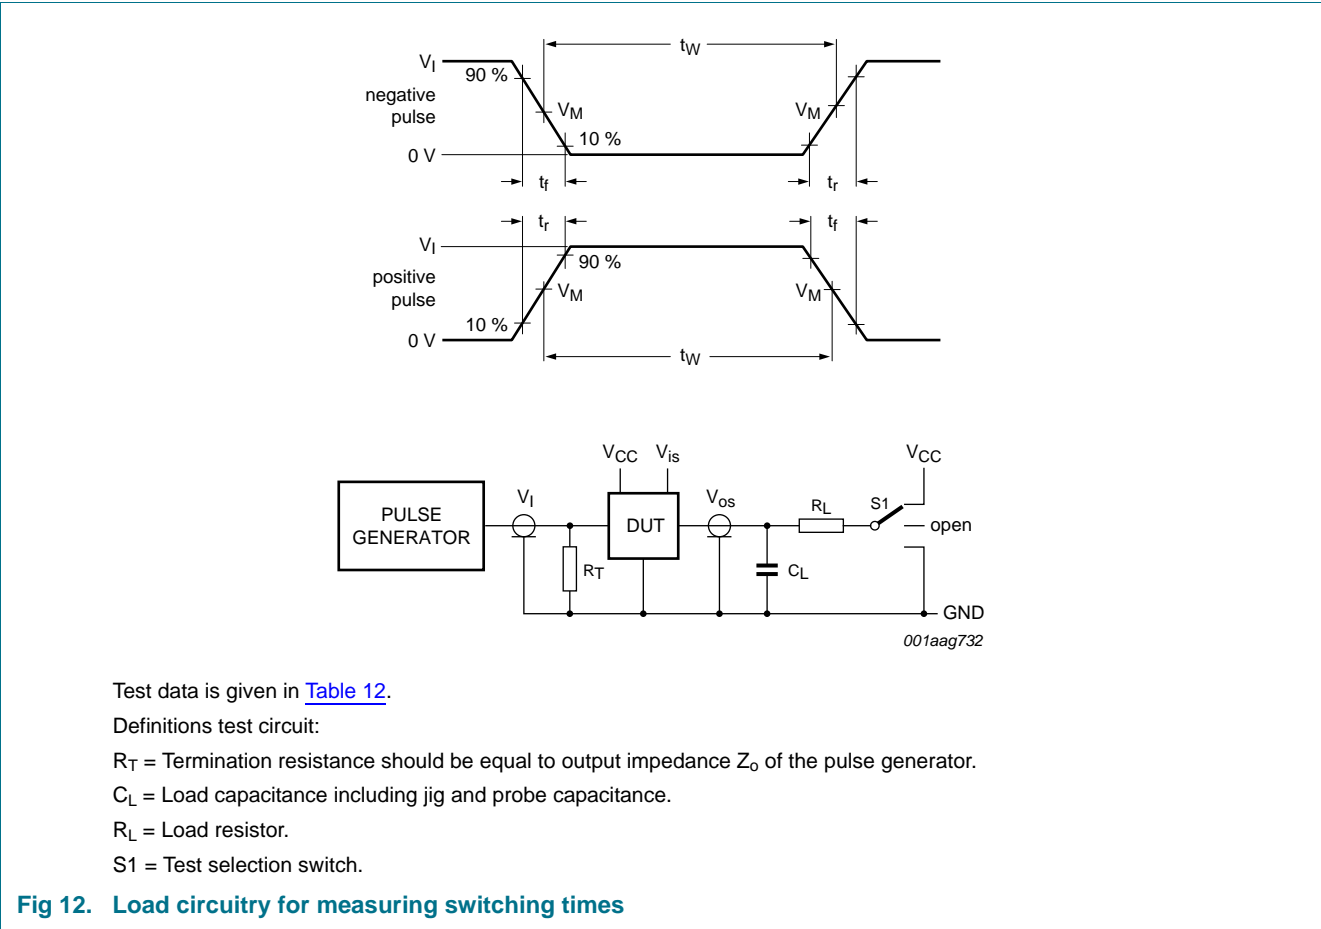 tW
VI
90 %
negative
pulse
VM
VM
10 %
0 V
tf
tr
tr
tf
VI
90 %
positive
pulse
VM
VM
10 %
0 V
tW
VCC
Vis
VCC
PULSE
GENERATOR
VI
DUT
Vos
RL
S1
open
RT
CL
GND
001aag732
Test data is given in Table 12.
Definitions test circuit:
RT = Termination resistance should be equal to output impedance Zo of the pulse generator.
CL = Load capacitance including jig and probe capacitance.
RL = Load resistor.
S1 = Test selection switch.
Fig 12. Load circuitry for measuring switching times